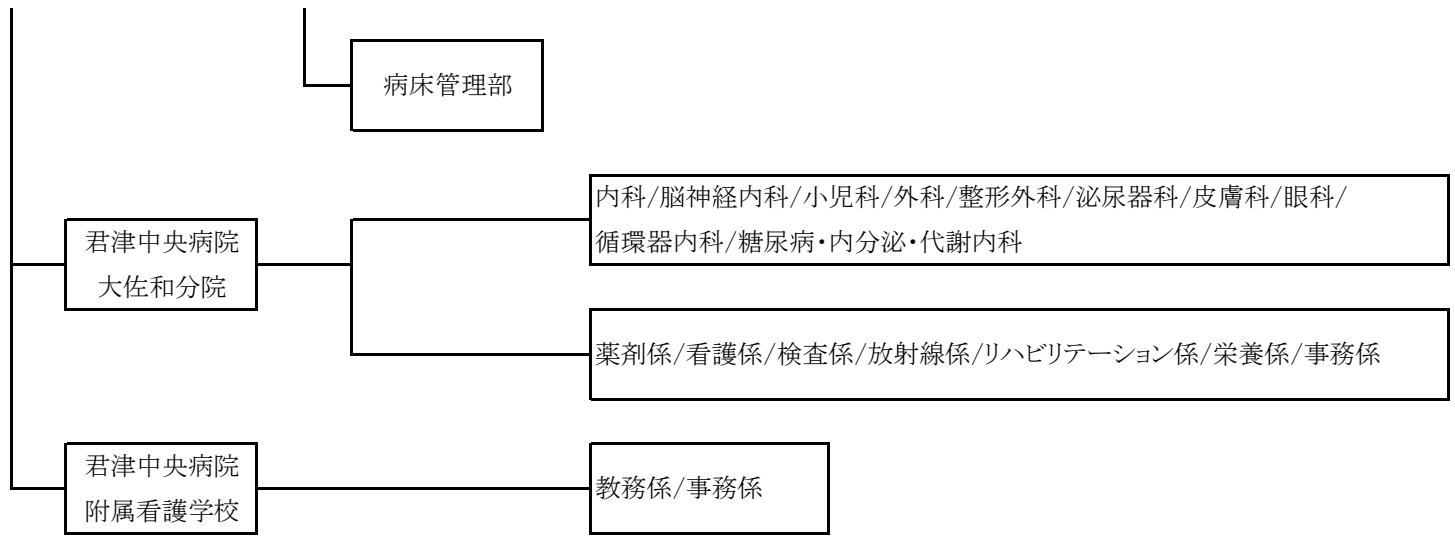 病床管理部
君津中央病院
大佐和分院
内科/脳神経内科/小児科/外科/整形外科/泌尿器科/皮膚科/眼科/
循環器内科/糖尿病・内分泌・代謝内科
薬剤係/看護係/検査係/放射線係/リハビリテーション係/栄養係/事務係
君津中央病院
附属看護学校
教務係/事務係